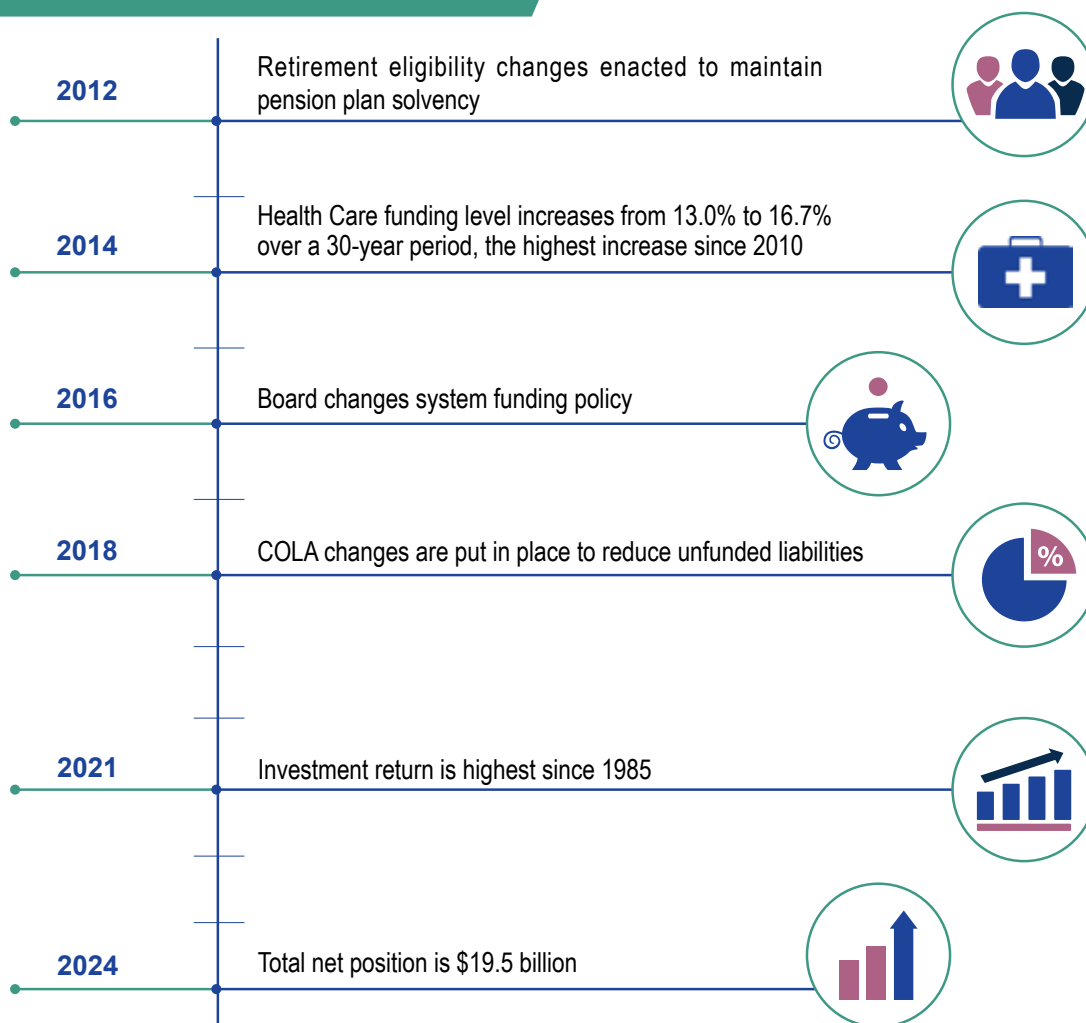 2012
Retirement eligibility changes enacted to maintain
pension plan solvency
2014
Health Care funding level increases from 13.0% to 16.7%
over a 30-year period, the highest increase since 2010
2016
Board changes system funding policy
2018
COLA changes are put in place to reduce unfunded liabilities
%
2021
Investment return is highest since 1985
2024
Total net position is $19.5 billion